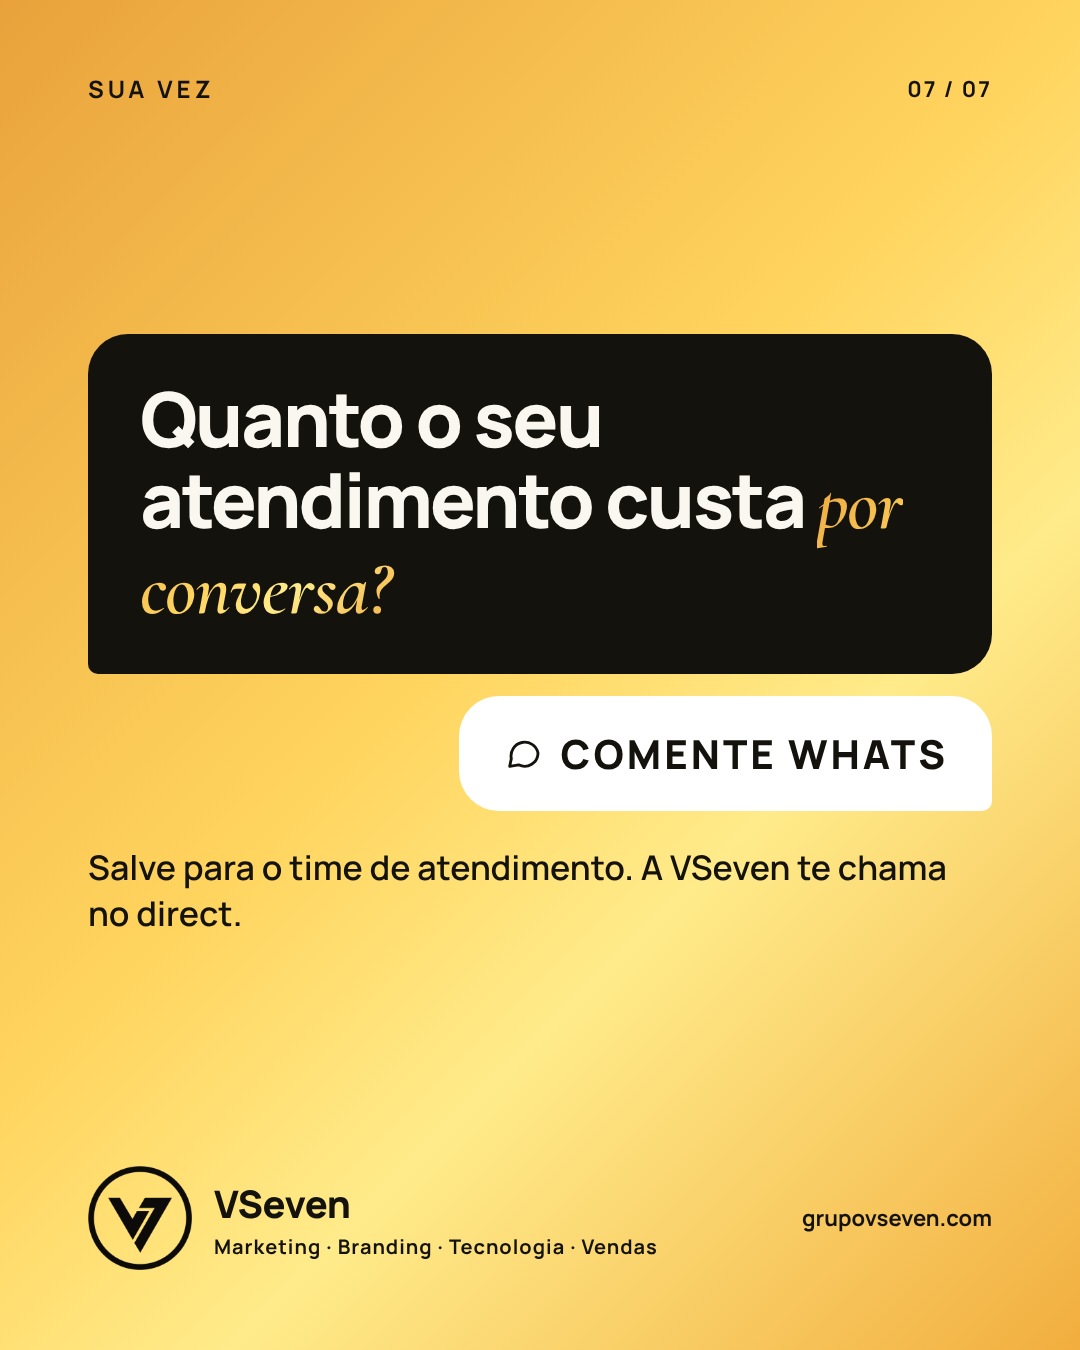 SUA VEZ
07 / 07
Quanto o seu
atendimento custa por
conversa?
COMENTE WHATS
Salve para o time de atendimento. A VSeven te chama
no direct.
VSeven
Marketing · Branding · Tecnologia · Vendas
grupovseven.com